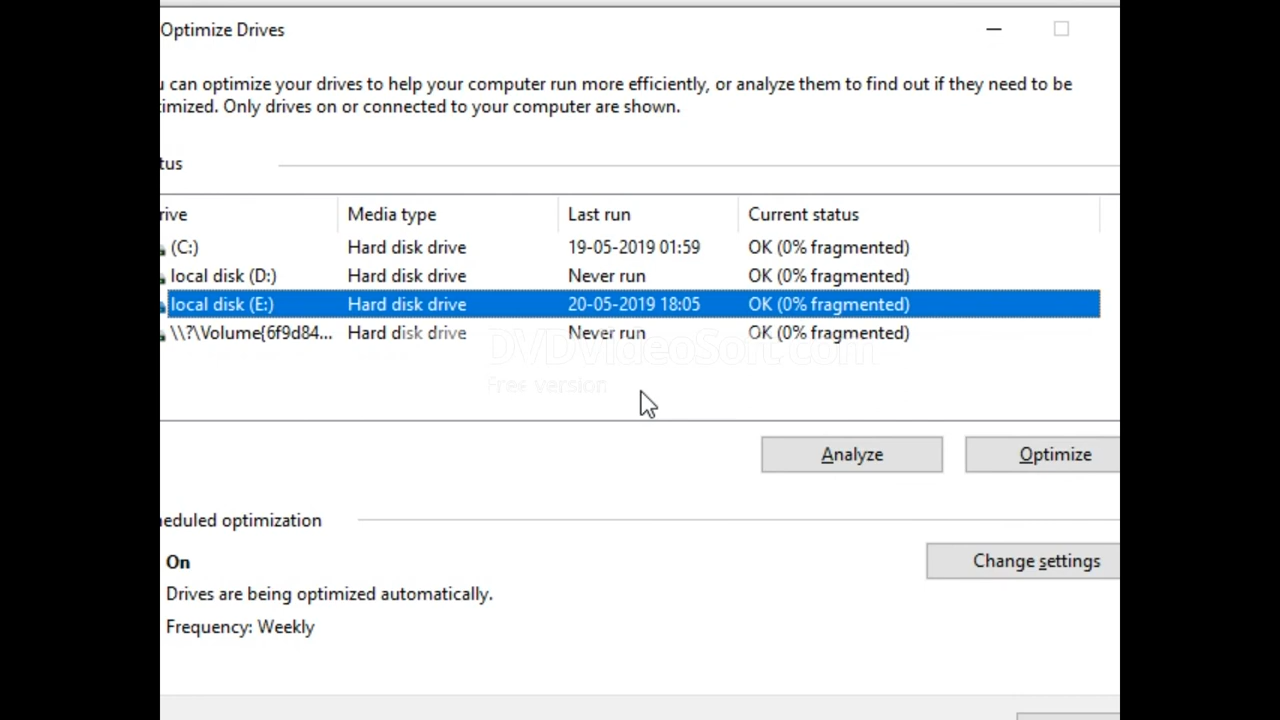 Optimize Drives
can optimize your drives to help your computer run more efficiently, or analyze them to find out if they need to be
imized. Only drives on or connected to your computer are shown.
tus
rive Media type Last run Current status
(C:) Hard disk drive 19-05-2019 01:59 OK (0% fragmented)
local disk (D:) Hard disk drive Never run OK (0% fragmented)
local disk (E:) Hard disk drive 20-05-2019 18:05 OK (0% fragmented)
\\?\Volume{6f9d84... Hard disk drive Never run OK (0% fragmented)
DVDVideoSoft.com
Free version
Analyze Optimize
eduled optimization
On
Change settings
Drives are being optimized automatically.
Frequency: Weekly